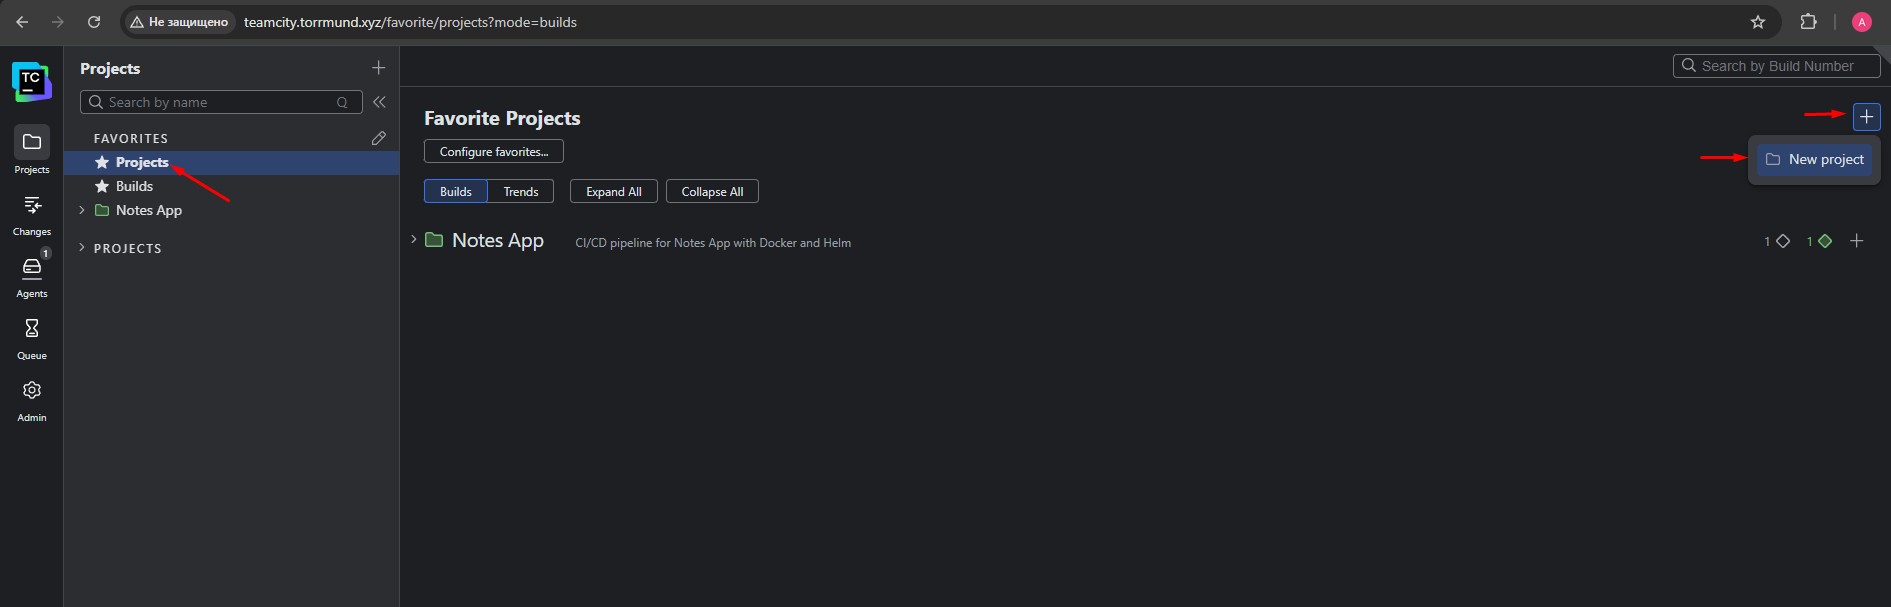 Не защищено
teamcity.torrmund.xyz/favorite/projects?mode=builds
A
TC
Projects
Search by name
Q
Search by Build Number
FAVORITES
Projects
Builds
Notes App
PROJECTS
Projects
Changes
1
Agents
Queue
Admin
Favorite Projects
Configure favorites...
New project
Builds
Trends
Expand All
Collapse All
Notes App
CI/CD pipeline for Notes App with Docker and Helm
1
1